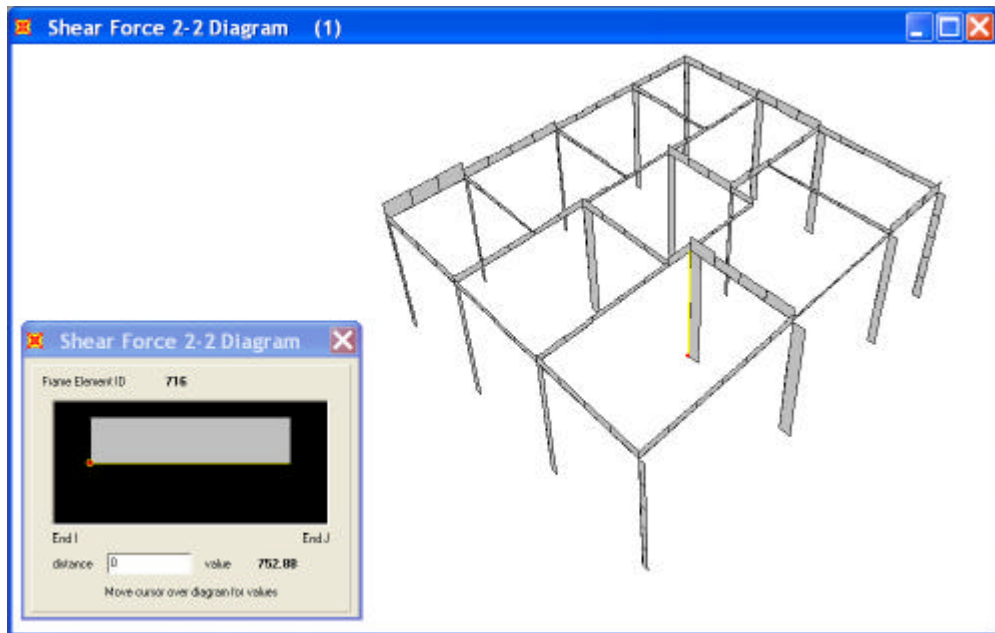 Shear Force 2-2 Diagram (1)
Shear Force 2-2 Diagram
Frame Element ID 716
End I End J
distance 0 value 752.88
Move cursor over diagram for values